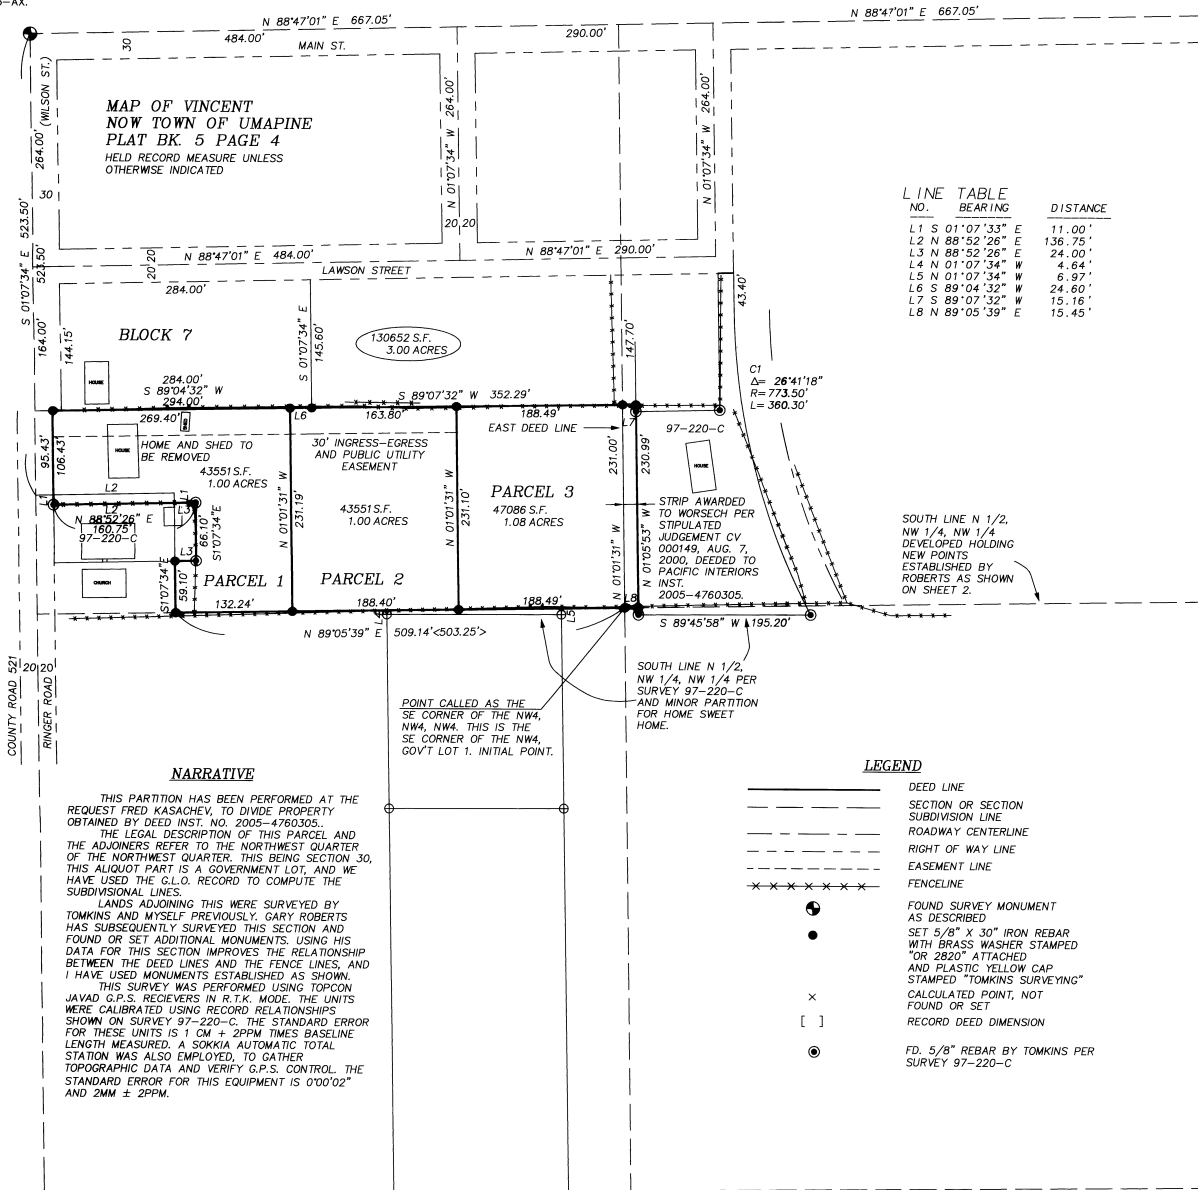 5-AX.
N 88°47'01" E 667.05'
N 88°47'01" E 667.05'
484.00'
290.00'
MAIN ST.
30
(WILSON ST.)
264.00'
30
MAP OF VINCENT
NOW TOWN OF UMAPINE
PLAT BK. 5 PAGE 4
HELD RECORD MEASURE UNLESS
OTHERWISE INDICATED
N 01°07'34" W 264.00'
N 01°07'34" W 264.00'
20 20
S 01°07'34" E 523.50'
523.50'
20 20
N 88°47'01" E 484.00'
N 88°47'01" E 290.00'
LAWSON STREET
LINE TABLE
NO. BEARING DISTANCE
L1 S 01°07'33" E 11.00'
L2 N 88°52'26" E 136.75'
L3 N 88°52'26" E 24.00'
L4 N 01°07'34" W 4.64'
L5 N 01°07'34" W 6.97'
L6 S 89°04'32" W 24.60'
L7 S 89°07'32" W 15.16'
L8 N 89°05'39" E 15.45'
284.00'
164.00'
144.15'
BLOCK 7
S 01°07'34" E
145.60'
130652 S.F.
3.00 ACRES
147.70'
43.40'
HOUSE
284.00'
S 89°04'32" W
294.00'
269.40'
S 89°07'32" W 352.29'
L6
163.80'
188.49'
L7
EAST DEED LINE
97-220-C
C1
Δ= 26°41'18"
R=773.50'
L= 360.30'
95.43'
106.43'
HOUSE
HOME AND SHED TO
BE REMOVED
43551 S.F.
1.00 ACRES
30' INGRESS-EGRESS
AND PUBLIC UTILITY
EASEMENT
231.00'
230.99'
HOUSE
L1
L2
L2
L1
L3
N 88°52'26" E
160.75'
97-220-C
66.10'
S1°07'34"E
L3
N 01°01'31" W
231.19'
43551 S.F.
1.00 ACRES
N 01°01'31" W
231.10'
PARCEL 3
47086 S.F.
1.08 ACRES
N 01°01'31" W
N 01°05'53" W
STRIP AWARDED
TO WORSECH PER
STIPULATED
JUDGEMENT CV
000149, AUG. 7,
2000, DEEDED TO
PACIFIC INTERIORS
INST.
2005-4760305.
SOUTH LINE N 1/2,
NW 1/4, NW 1/4
DEVELOPED HOLDING
NEW POINTS
ESTABLISHED BY
ROBERTS AS SHOWN
ON SHEET 2.
CHURCH
S1°07'34"E
59.10'
PARCEL 1
PARCEL 2
132.24'
188.40'
188.49'
L8
L4
L5
N 89°05'39" E 509.14'<503.25'>
S 89°45'58" W 195.20'
COUNTY ROAD 521
20 20
RINGER ROAD
SOUTH LINE N 1/2,
NW 1/4, NW 1/4 PER
SURVEY 97-220-C
AND MINOR PARTITION
FOR HOME SWEET
HOME.
POINT CALLED AS THE
SE CORNER OF THE NW4,
NW4, NW4. THIS IS THE
SE CORNER OF THE NW4,
GOV'T LOT 1. INITIAL POINT.
NARRATIVE
THIS PARTITION HAS BEEN PERFORMED AT THE
REQUEST FRED KASACHEV, TO DIVIDE PROPERTY
OBTAINED BY DEED INST. NO. 2005-4760305..
THE LEGAL DESCRIPTION OF THIS PARCEL AND
THE ADJOINERS REFER TO THE NORTHWEST QUARTER
OF THE NORTHWEST QUARTER. THIS BEING SECTION 30,
THIS ALIQUOT PART IS A GOVERNMENT LOT, AND WE
HAVE USED THE G.L.O. RECORD TO COMPUTE THE
SUBDIVISIONAL LINES.
LANDS ADJOINING THIS WERE SURVEYED BY
TOMKINS AND MYSELF PREVIOUSLY. GARY ROBERTS
HAS SUBSEQUENTLY SURVEYED THIS SECTION AND
FOUND OR SET ADDITIONAL MONUMENTS. USING HIS
DATA FOR THIS SECTION IMPROVES THE RELATIONSHIP
BETWEEN THE DEED LINES AND THE FENCE LINES, AND
I HAVE USED MONUMENTS ESTABLISHED AS SHOWN.
THIS SURVEY WAS PERFORMED USING TOPCON
JAVAD G.P.S. RECIEVERS IN R.T.K. MODE. THE UNITS
WERE CALIBRATED USING RECORD RELATIONSHIPS
SHOWN ON SURVEY 97-220-C. THE STANDARD ERROR
FOR THESE UNITS IS 1 CM + 2PPM TIMES BASELINE
LENGTH MEASURED. A SOKKIA AUTOMATIC TOTAL
STATION WAS ALSO EMPLOYED, TO GATHER
TOPOGRAPHIC DATA AND VERIFY G.P.S. CONTROL. THE
STANDARD ERROR FOR THIS EQUIPMENT IS 0°00'02"
AND 2MM ± 2PPM.
LEGEND
DEED LINE
SECTION OR SECTION
SUBDIVISION LINE
ROADWAY CENTERLINE
RIGHT OF WAY LINE
EASEMENT LINE
FENCELINE
FOUND SURVEY MONUMENT
AS DESCRIBED
SET 5/8" X 30" IRON REBAR
WITH BRASS WASHER STAMPED
"OR 2820" ATTACHED
AND PLASTIC YELLOW CAP
STAMPED "TOMKINS SURVEYING"
CALCULATED POINT, NOT
FOUND OR SET
[ ] RECORD DEED DIMENSION
FD. 5/8" REBAR BY TOMKINS PER
SURVEY 97-220-C